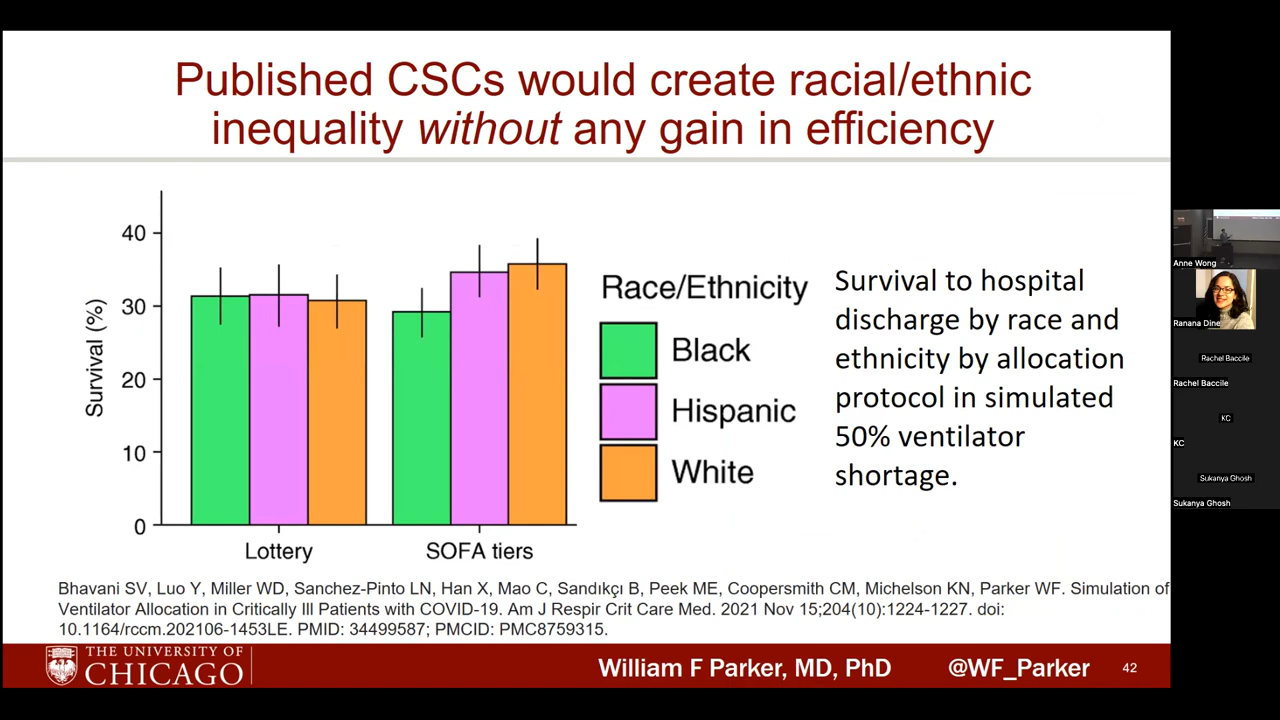 Published CSCs would create racial/ethnic
inequality without any gain in efficiency
Survival (%)
40
30
20
10
0
Lottery
SOFA tiers
Race/Ethnicity
Black
Hispanic
White
Survival to hospital
discharge by race and
ethnicity by allocation
protocol in simulated
50% ventilator
shortage.
Bhavani SV, Luo Y, Miller WD, Sanchez-Pinto LN, Han X, Mao C, Sandıkçı B, Peek ME, Coopersmith CM, Michelson KN, Parker WF. Simulation of
Ventilator Allocation in Critically Ill Patients with COVID-19. Am J Respir Crit Care Med. 2021 Nov 15;204(10):1224-1227. doi:
10.1164/rccm.202106-1453LE. PMID: 34499587; PMCID: PMC8759315.
THE UNIVERSITY OF
CHICAGO
William F Parker, MD, PhD
@WF_Parker
42
Anne Wong
Ranana Dine
Rachel Baccile
Rachel Baccile
KC
KC
Sukanya Ghosh
Sukanya Ghosh